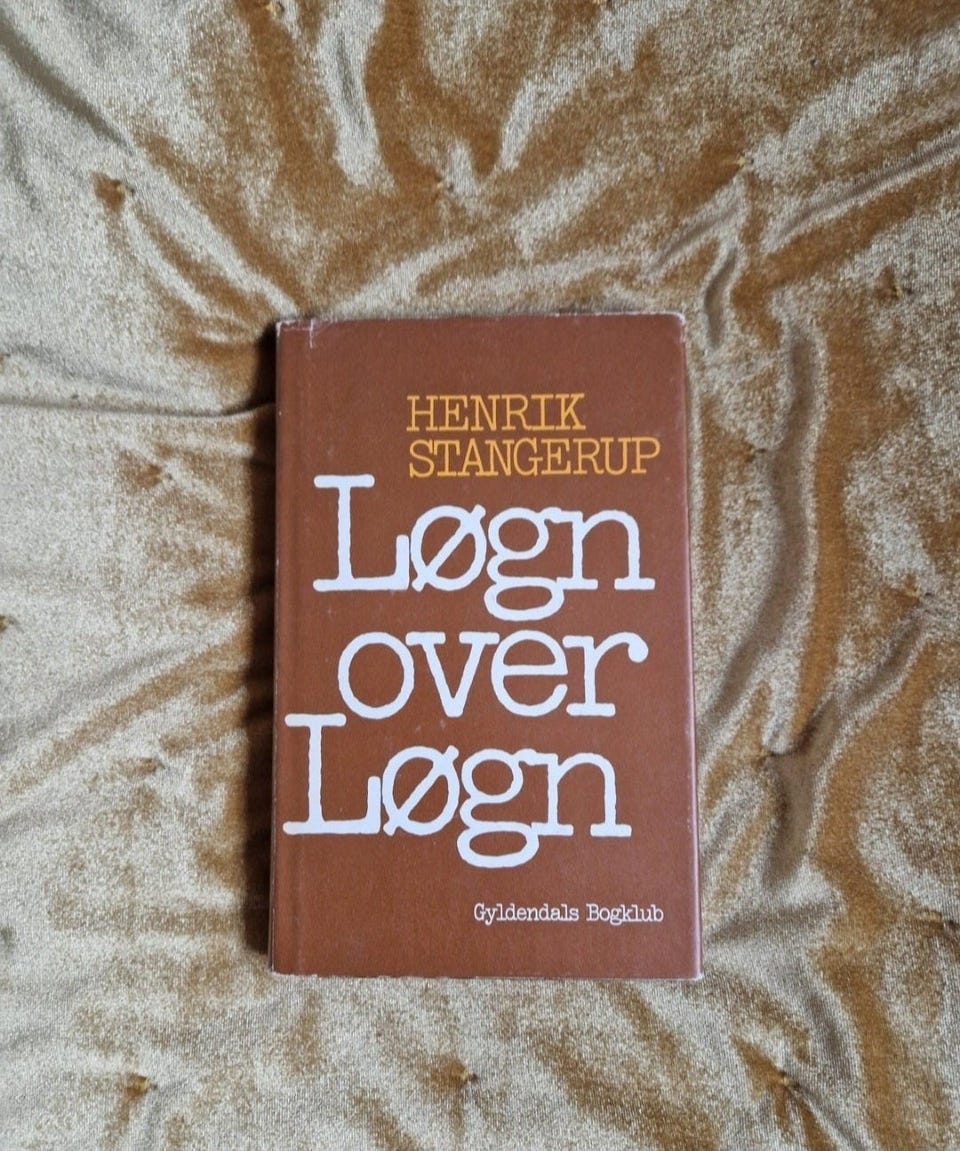 HENRIK
STANGERUP
Løgn
over
Løgn
Gyldendals Bogklub